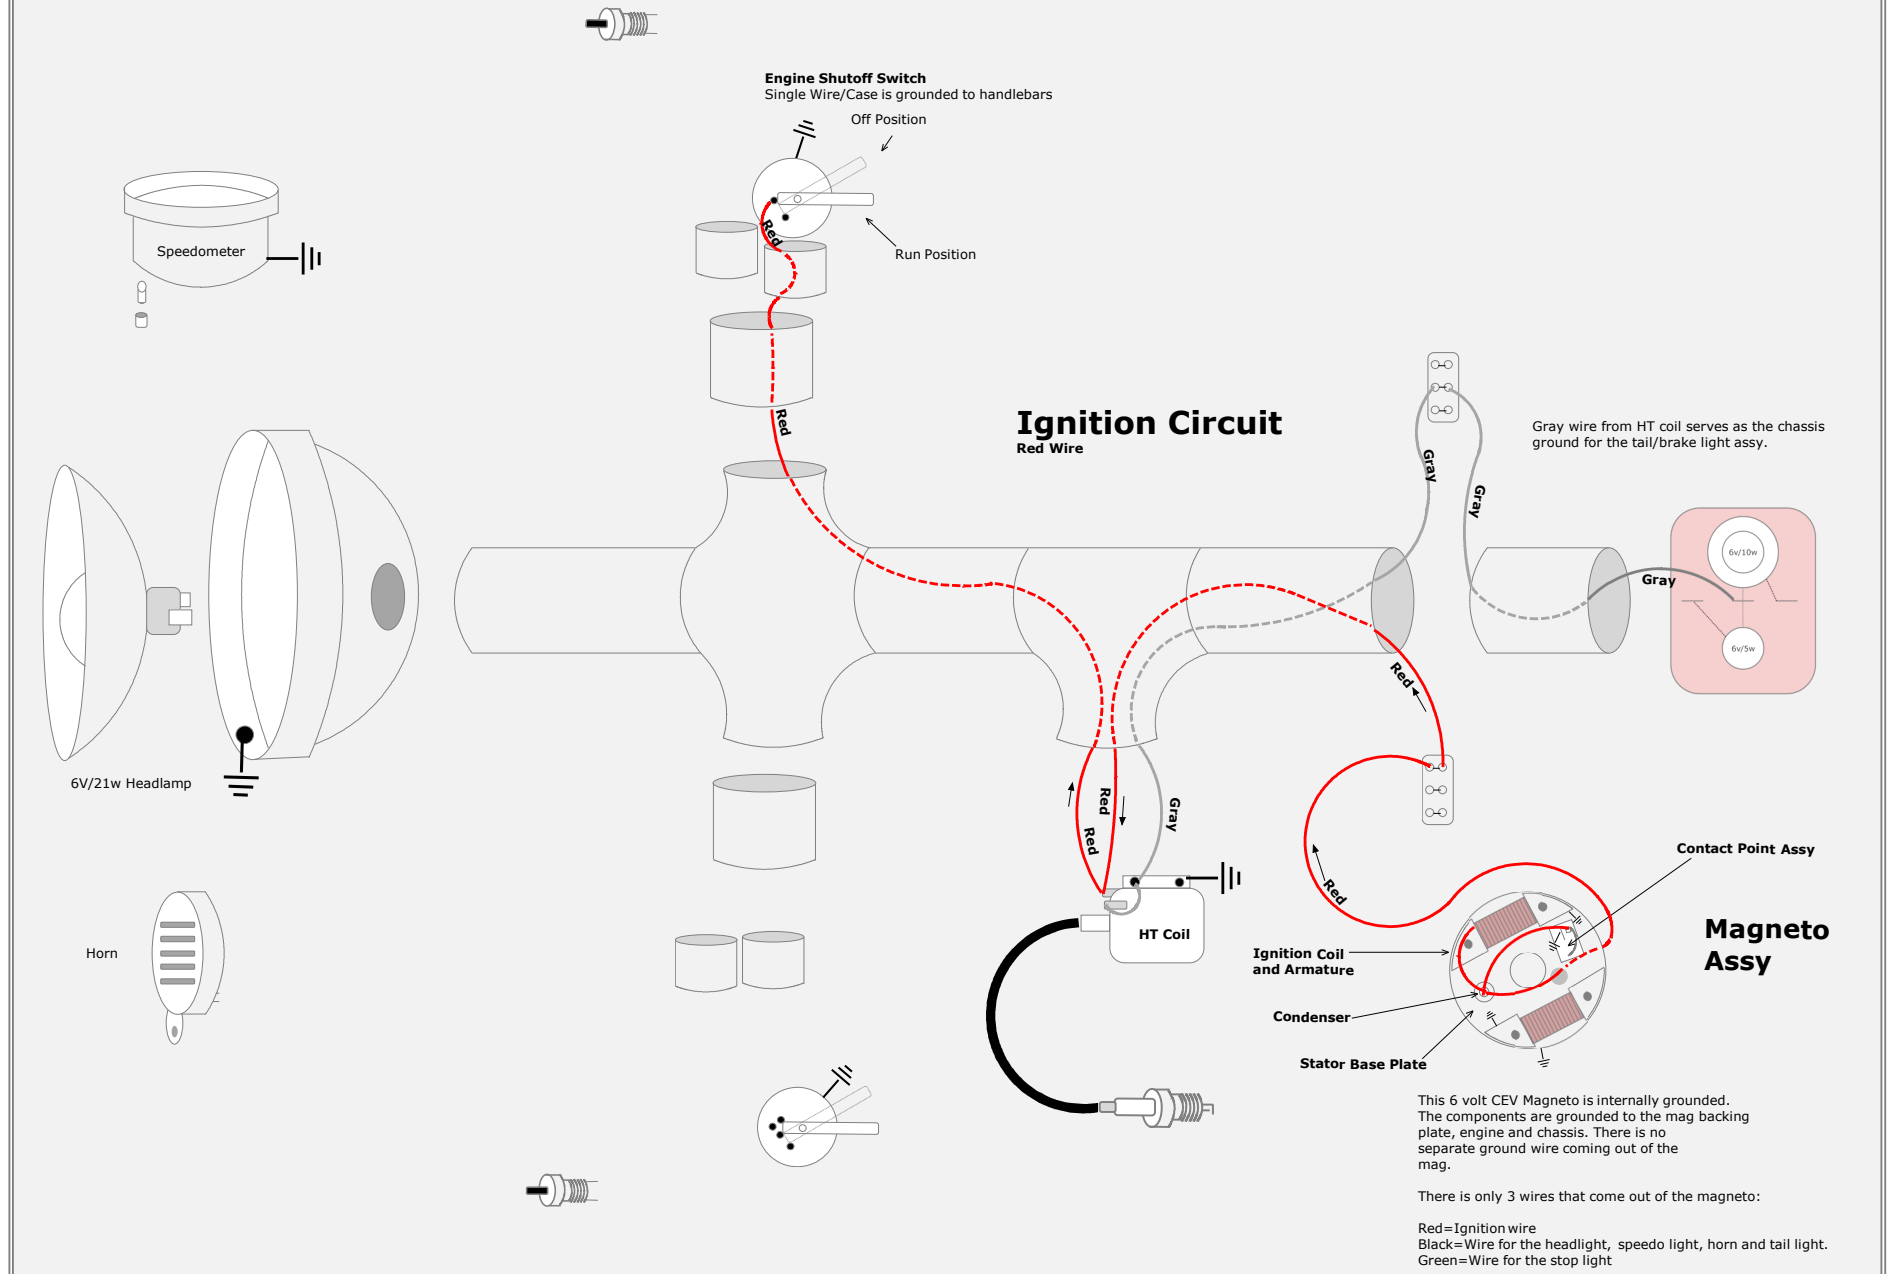 Engine Shutoff Switch
Single Wire/Case is grounded to handlebars
Off Position
Run Position
Red
Speedometer
Red
Ignition Circuit
Red Wire
Gray
Gray
Gray wire from HT coil serves as the chassis
ground for the tail/brake light assy.
6v/10w
Gray
6v/5w
Red
6V/21w Headlamp
Red
Red
Gray
HT Coil
Red
Contact Point Assy
Magneto
Assy
Horn
Ignition Coil
and Armature
Condenser
Stator Base Plate
This 6 volt CEV Magneto is internally grounded.
The components are grounded to the mag backing
plate, engine and chassis. There is no
separate ground wire coming out of the
mag.
There is only 3 wires that come out of the magneto:
Red=Ignition wire
Black=Wire for the headlight, speedo light, horn and tail light.
Green=Wire for the stop light